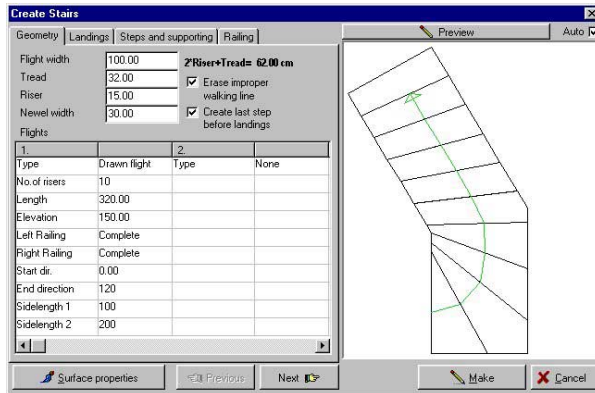 Create Stairs
Geometry Landings Steps and supporting Railing
Preview Auto
Flight width 100.00 2*Riser+Tread= 62.00 cm
Tread 32.00 Erase improper
Riser 15.00 walking line
Newel width 30.00 Create last step
before landings
Flights
1. 2.
Type Drawn flight Type None
No.of risers 10
Length 320.00
Elevation 150.00
Left Railing Complete
Right Railing Complete
Start dir. 0.00
End direction 120
Sidelength 1 100
Sidelength 2 200
Surface properties Previous Next Make Cancel